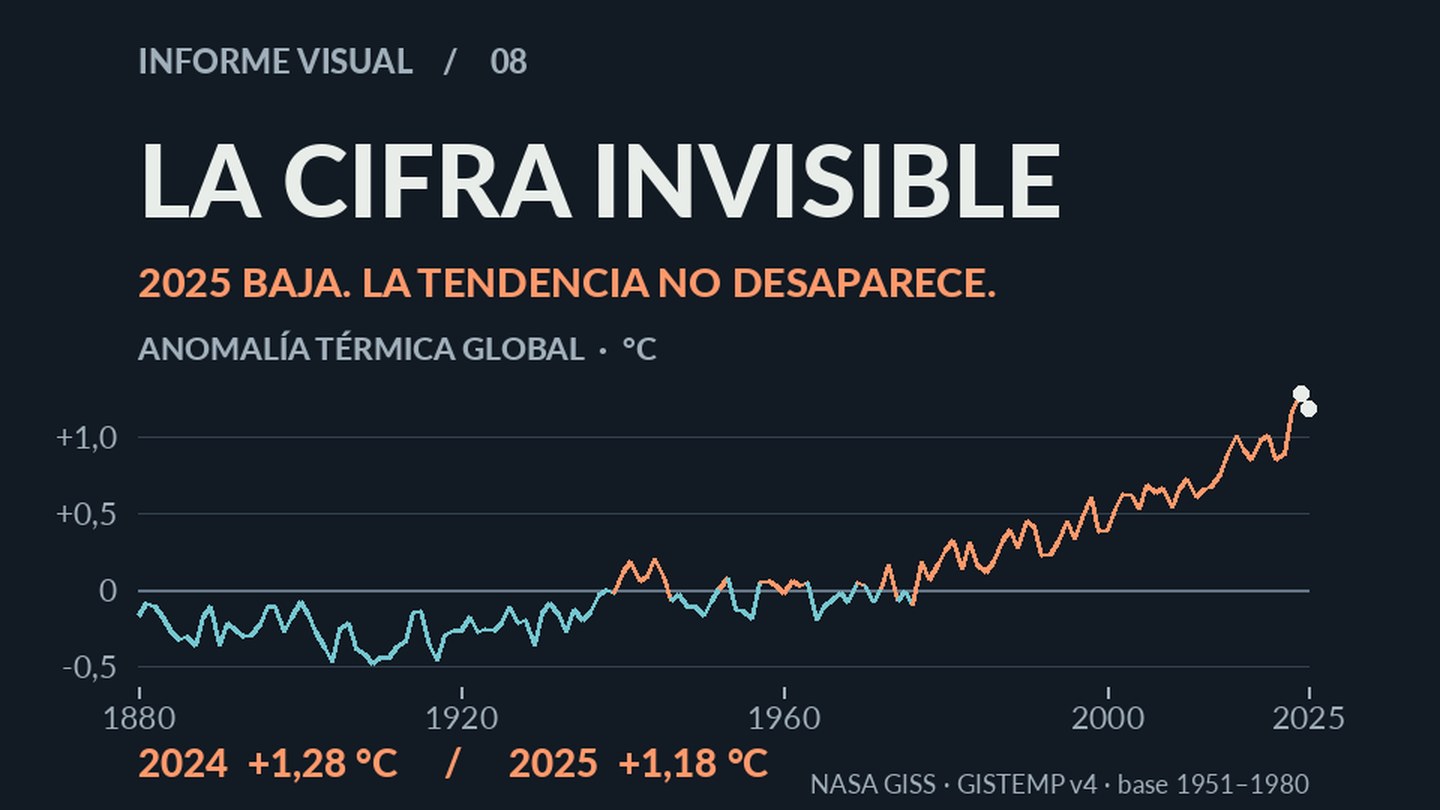 INFORME VISUAL / 08
LA CIFRA INVISIBLE
2025 BAJA. LA TENDENCIA NO DESAPARECE.
ANOMALÍA TÉRMICA GLOBAL · °C
+1,0
+0,5
0
-0,5
1880 1920 1960 2000 2025
2024 +1,28 °C / 2025 +1,18 °C
NASA GISS · GISTEMP v4 · base 1951–1980